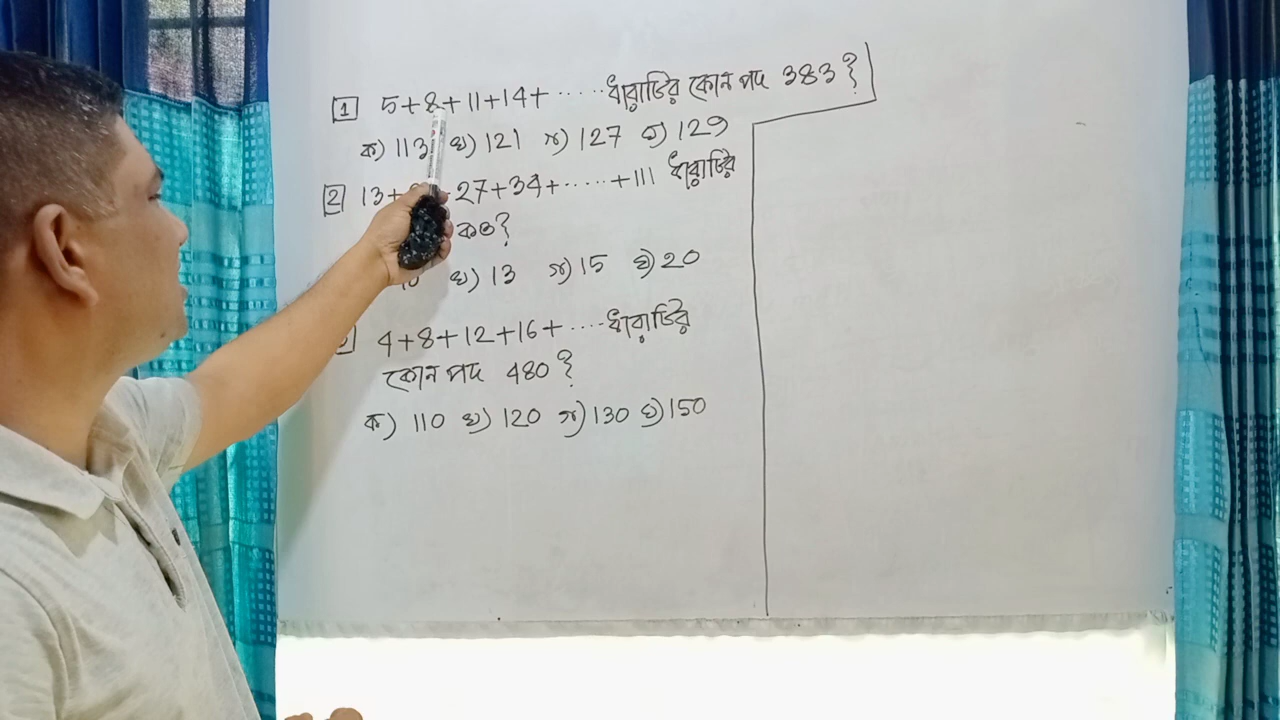 1 5+8+11+14+ ..... ধারাটির কোন পদ 383?
ক) 113 খ) 121 গ) 127 ঘ) 129
2 13+ +27+34+ ..... +111 ধারাটির
কত?
খ) 13 গ) 15 ঘ) 20
4+8+12+16+ .... ধারাটির
কোন পদ 480?
ক) 110 খ) 120 গ) 130 ঘ) 150